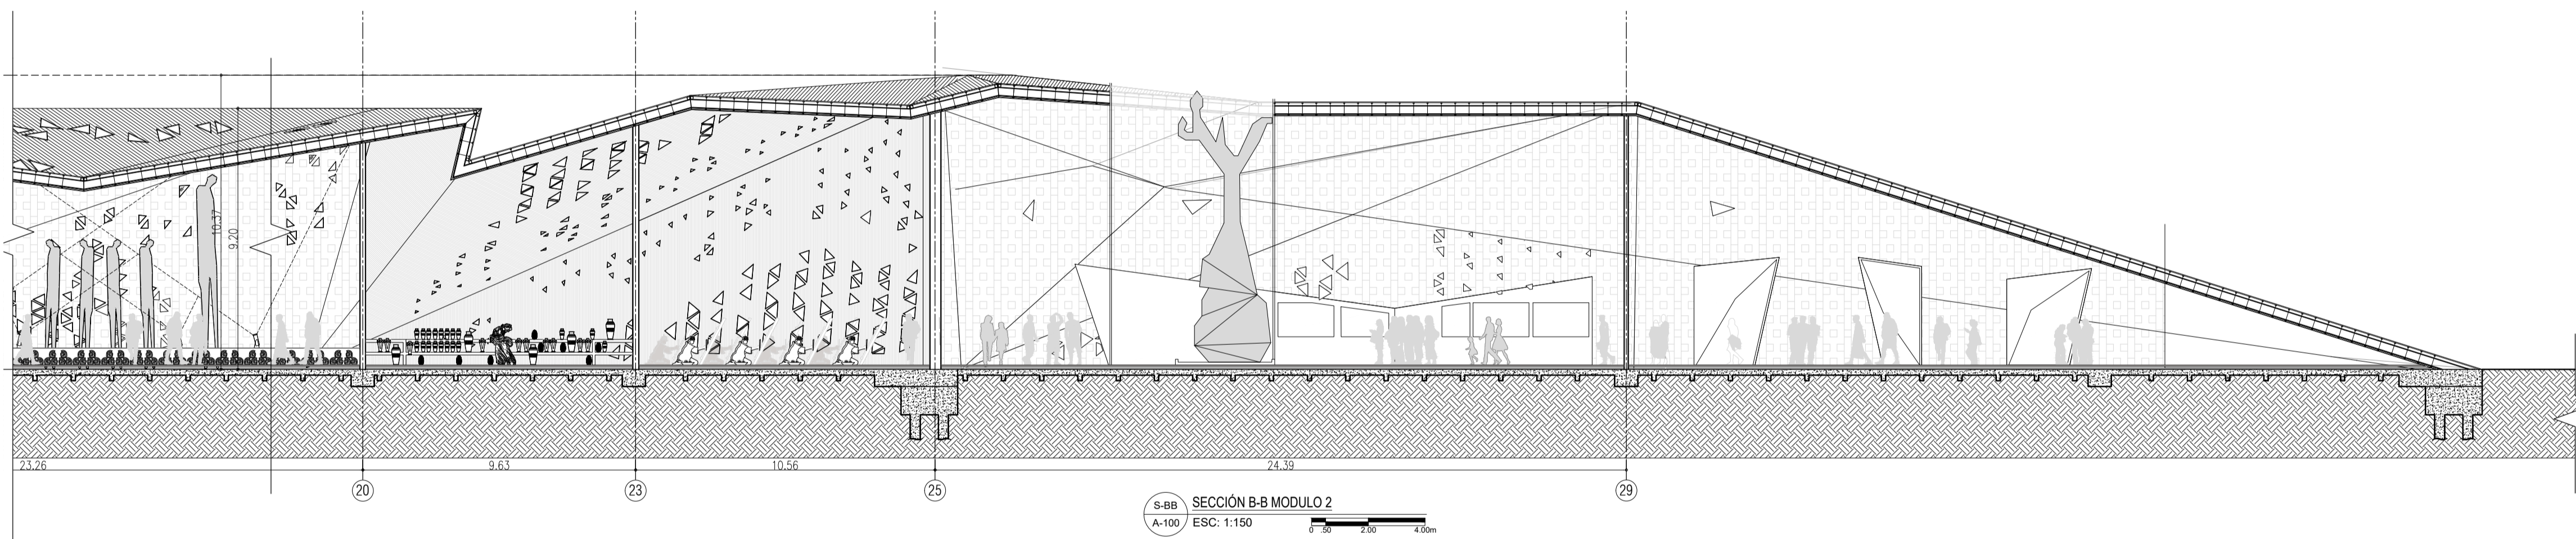 10.37
9.20
23.26 9.63 10.56 24.39
20 23 25 29
S-BB SECCIÓN B-B MODULO 2
A-100 ESC: 1:150
0 .50 2.00 4.00m